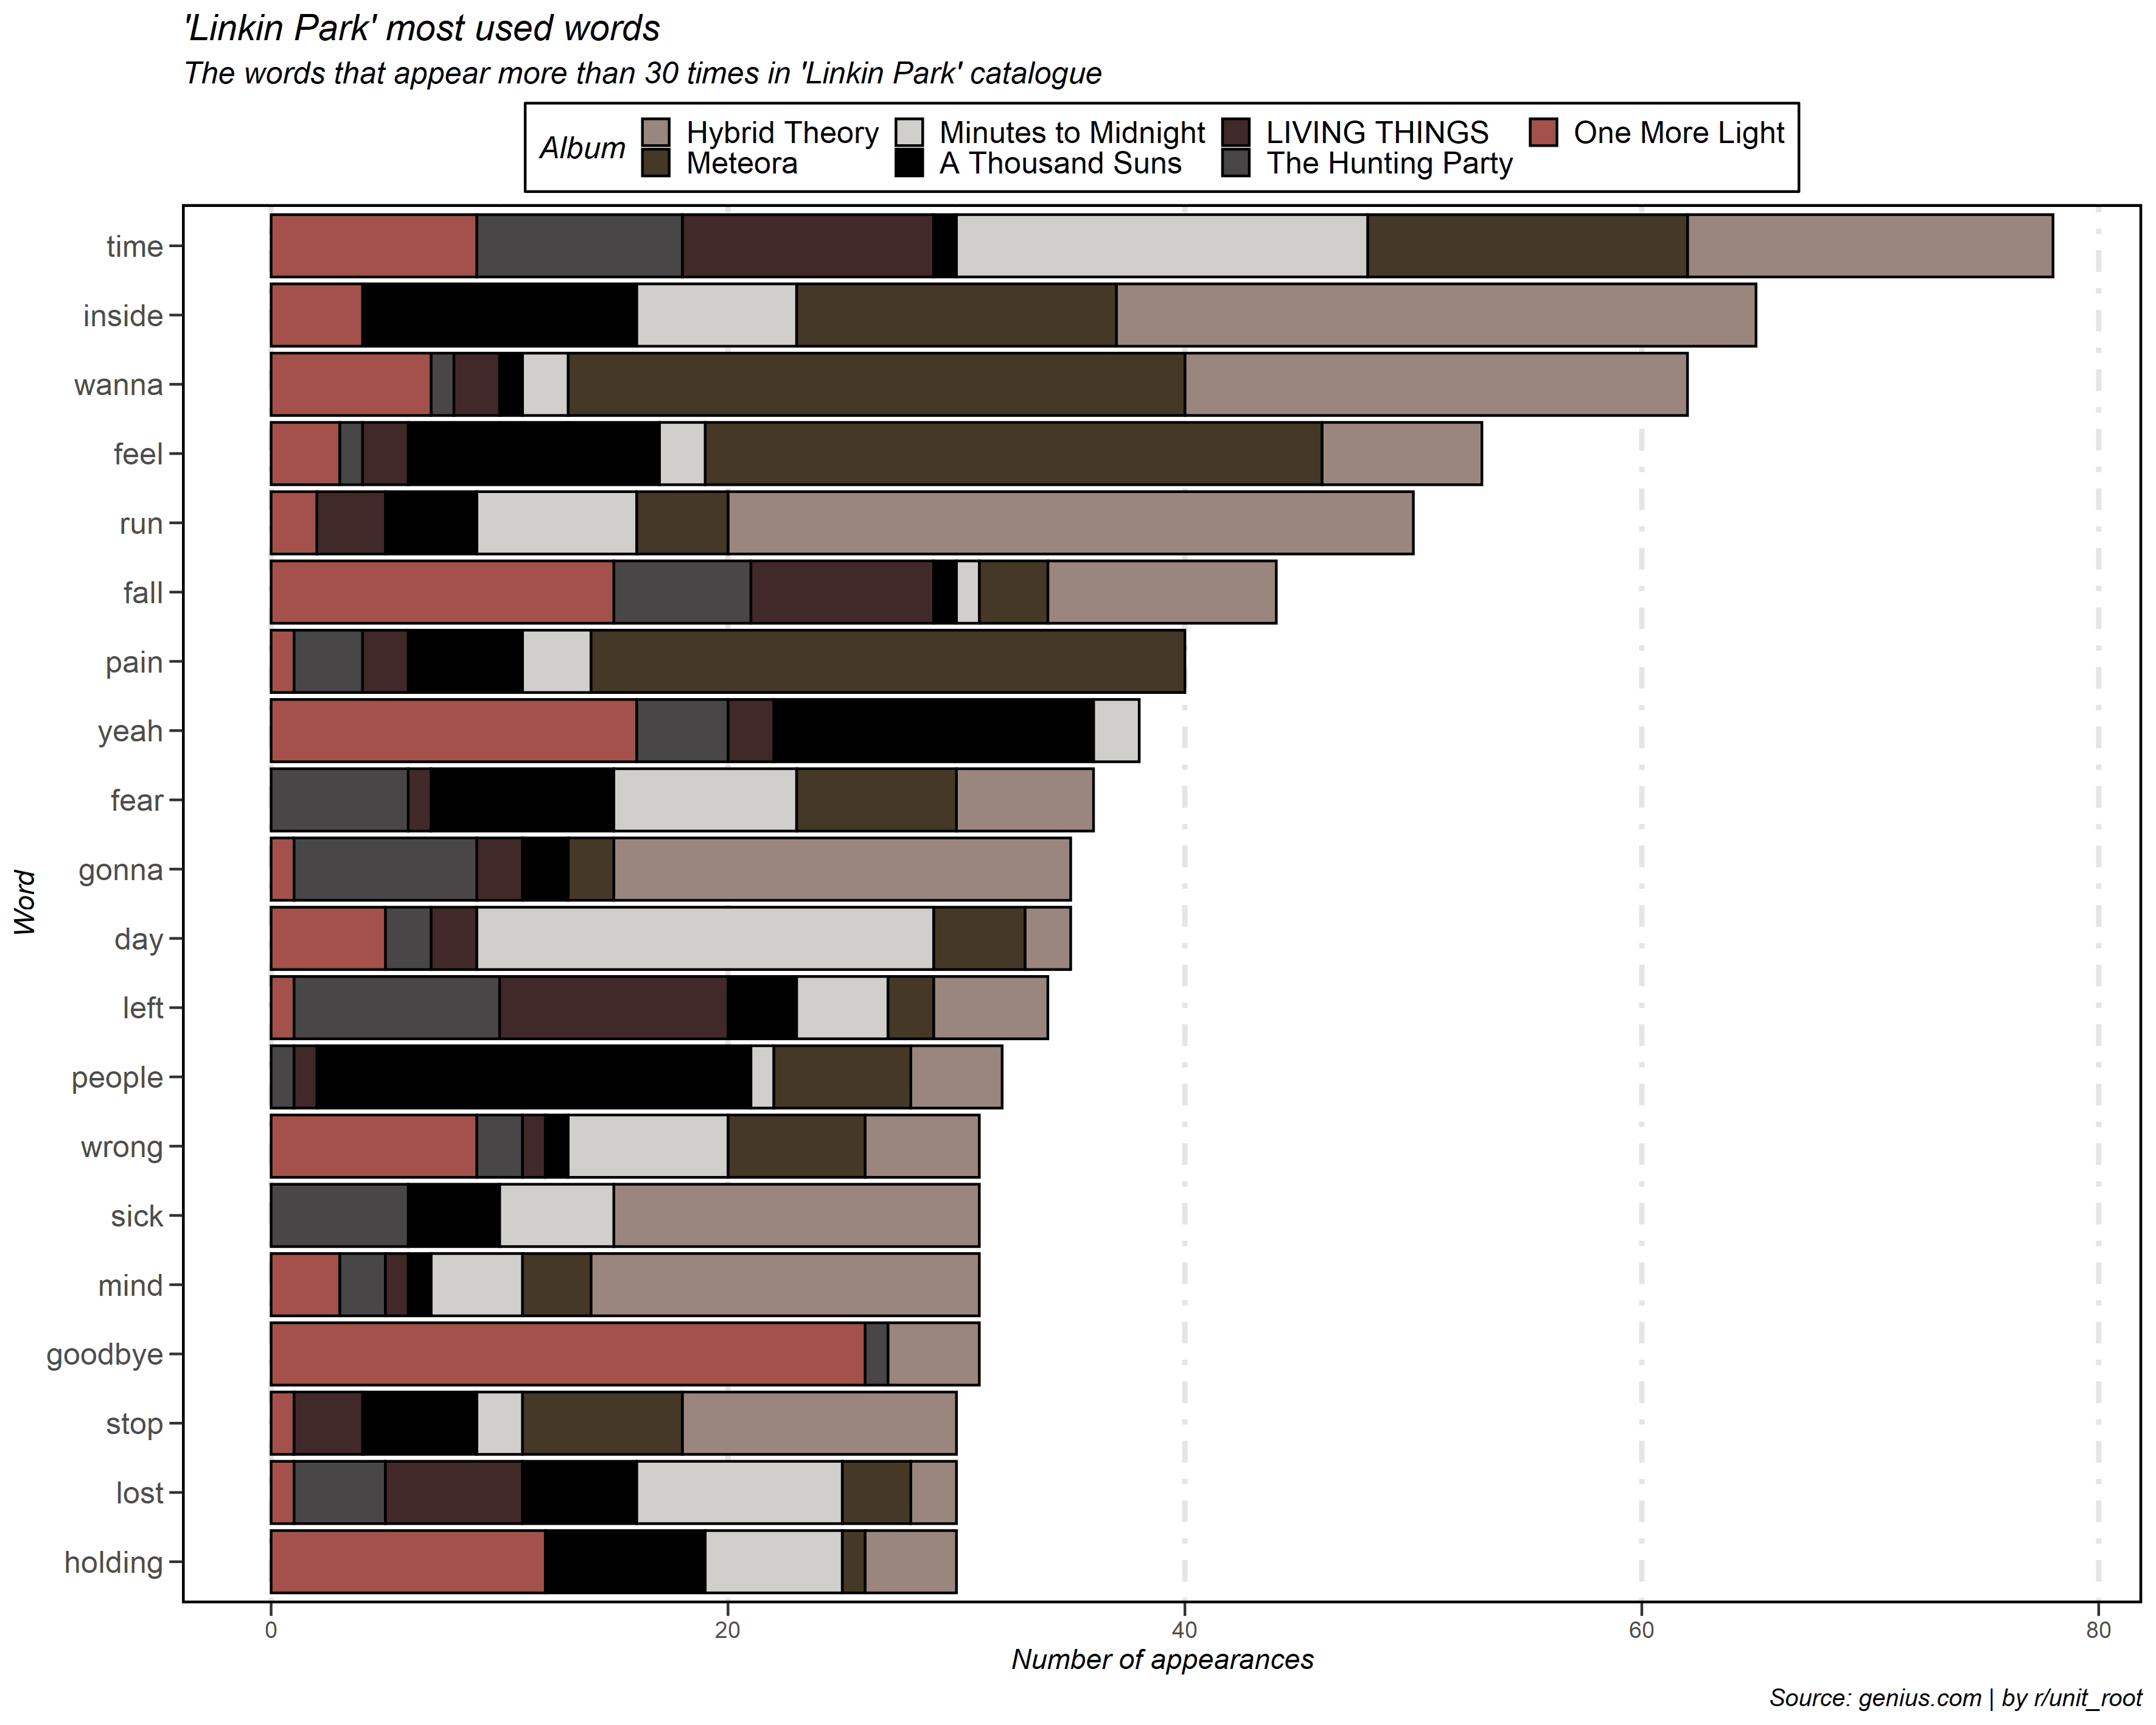 'Linkin Park' most used words
The words that appear more than 30 times in 'Linkin Park' catalogue
Album
Hybrid Theory
Minutes to Midnight
LIVING THINGS
One More Light
Meteora
A Thousand Suns
The Hunting Party
Word
time
inside
wanna
feel
run
fall
pain
yeah
fear
gonna
day
left
people
wrong
sick
mind
goodbye
stop
lost
holding
0 20 40 60 80
Number of appearances
Source: genius.com | by r/unit_root